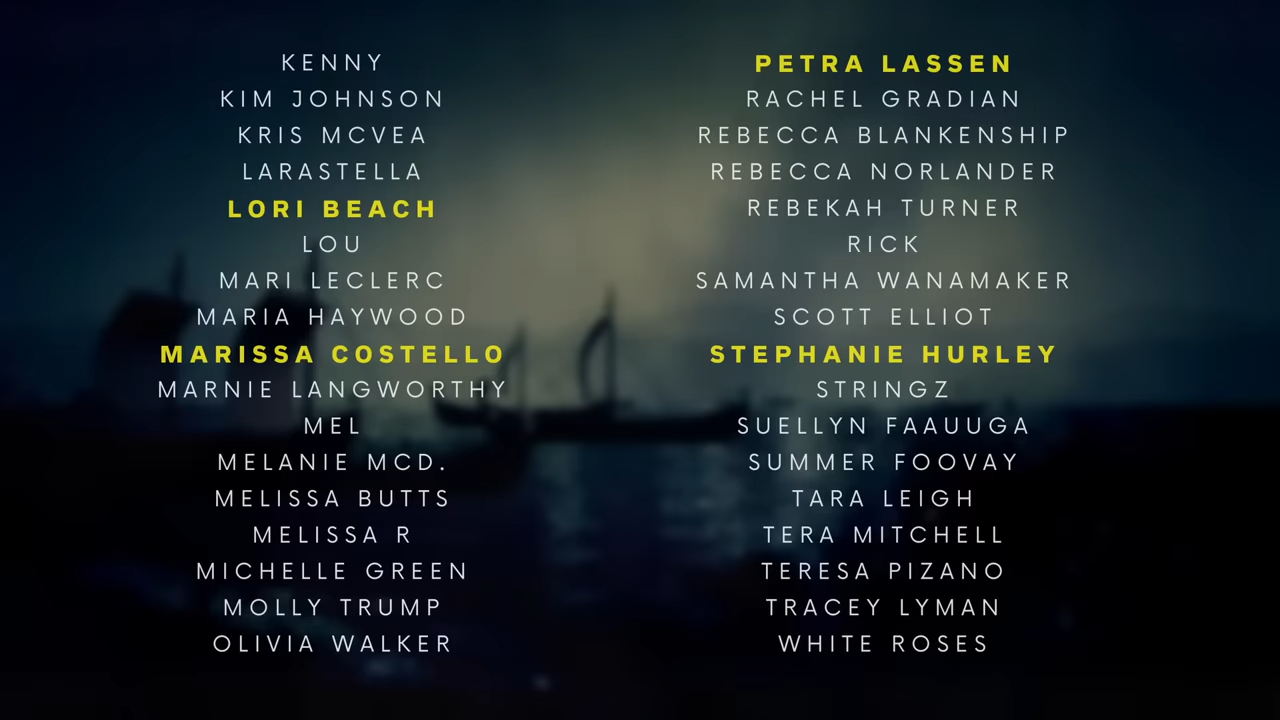 KENNY
KIM JOHNSON
KRIS MCVEA
LARASTELLA
LORI BEACH
LOU
MARI LECLERC
MARIA HAYWOOD
MARISSA COSTELLO
MARNIE LANGWORTHY
MEL
MELANIE MCD.
MELISSA BUTTS
MELISSA R
MICHELLE GREEN
MOLLY TRUMP
OLIVIA WALKER
PETRA LASSEN
RACHEL GRADIAN
REBECCA BLANKENSHIP
REBECCA NORLANDER
REBEKAH TURNER
RICK
SAMANTHA WANAMAKER
SCOTT ELLIOT
STEPHANIE HURLEY
STRINGZ
SUELLYN FAAUUGA
SUMMER FOOVAY
TARA LEIGH
TERA MITCHELL
TERESA PIZANO
TRACEY LYMAN
WHITE ROSES